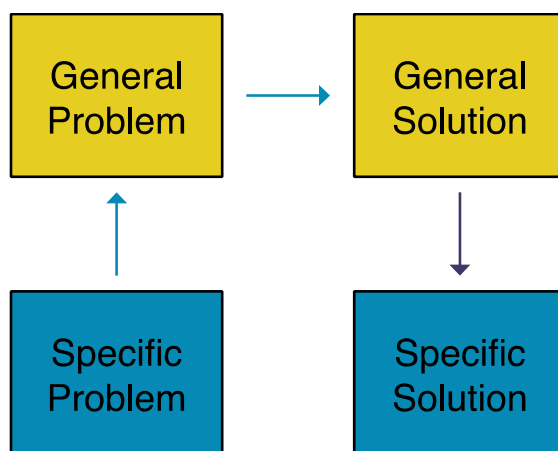 General
Problem
General
Solution
Specific
Problem
Specific
Solution